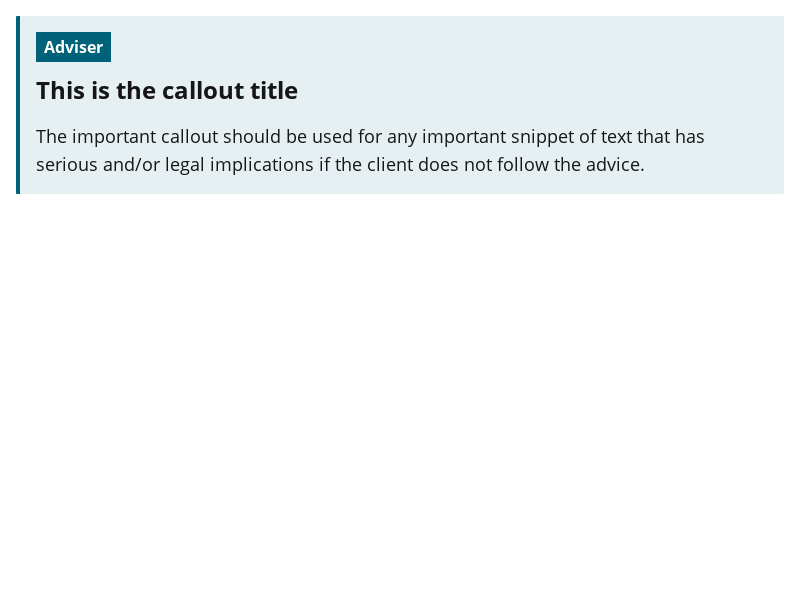 Adviser
This is the callout title
The important callout should be used for any important snippet of text that has
serious and/or legal implications if the client does not follow the advice.